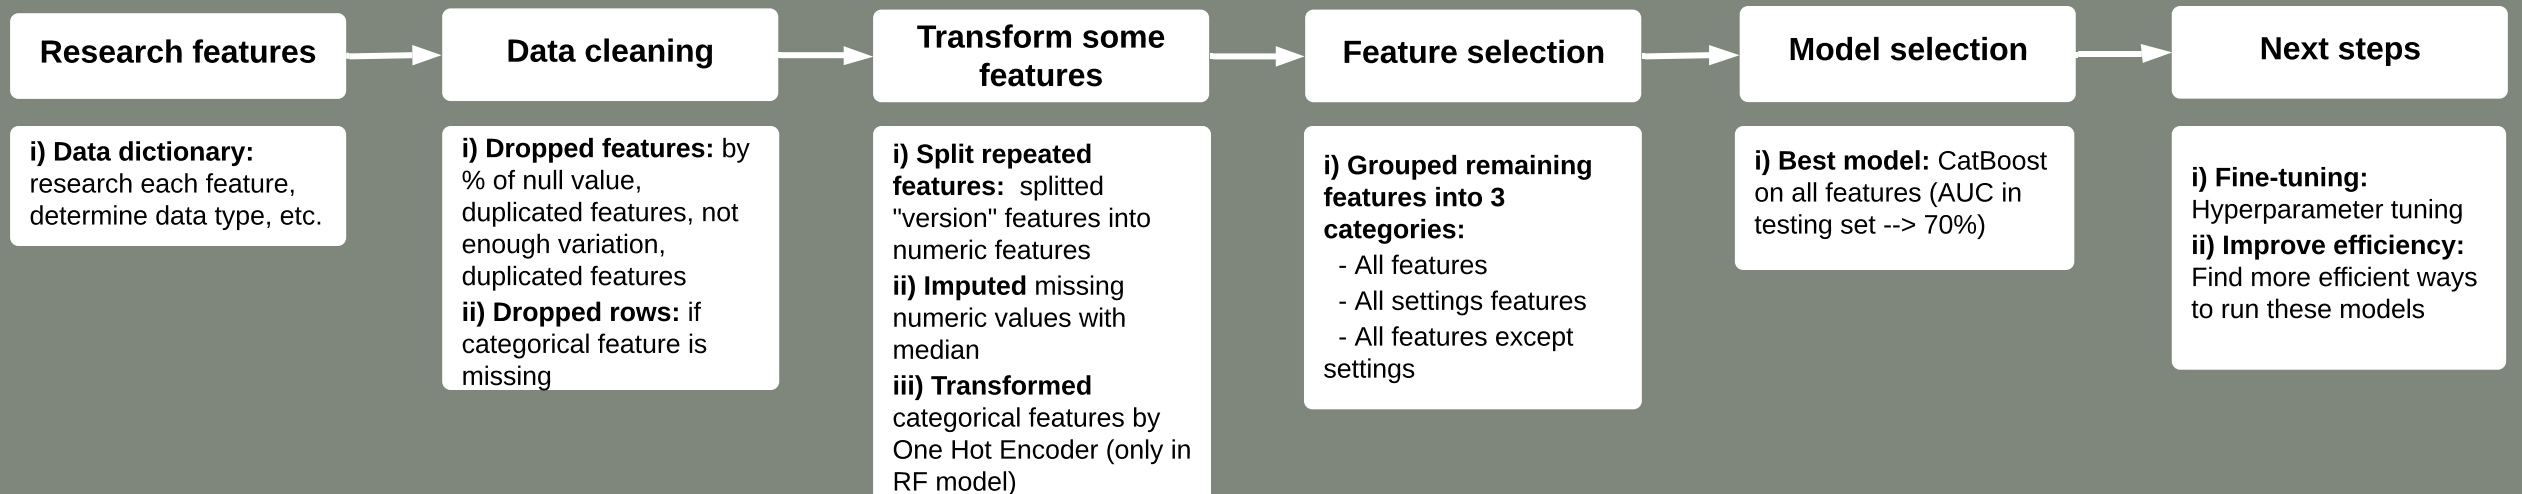 Research features
i) Data dictionary:
research each feature,
determine data type, etc.
Data cleaning
i) Dropped features: by
% of null value,
duplicated features, not
enough variation,
duplicated features
ii) Dropped rows: if
categorical feature is
missing
Transform some
features
i) Split repeated
features:  splitted
"version" features into
numeric features
ii) Imputed missing
numeric values with
median
iii) Transformed
categorical features by
One Hot Encoder (only in
RF model)
Feature selection
i) Grouped remaining
features into 3
categories:
- All features
- All settings features
- All features except
settings
Model selection
i) Best model: CatBoost
on all features (AUC in
testing set --> 70%)
Next steps
i) Fine-tuning:
Hyperparameter tuning
ii) Improve efficiency:
Find more efficient ways
to run these models